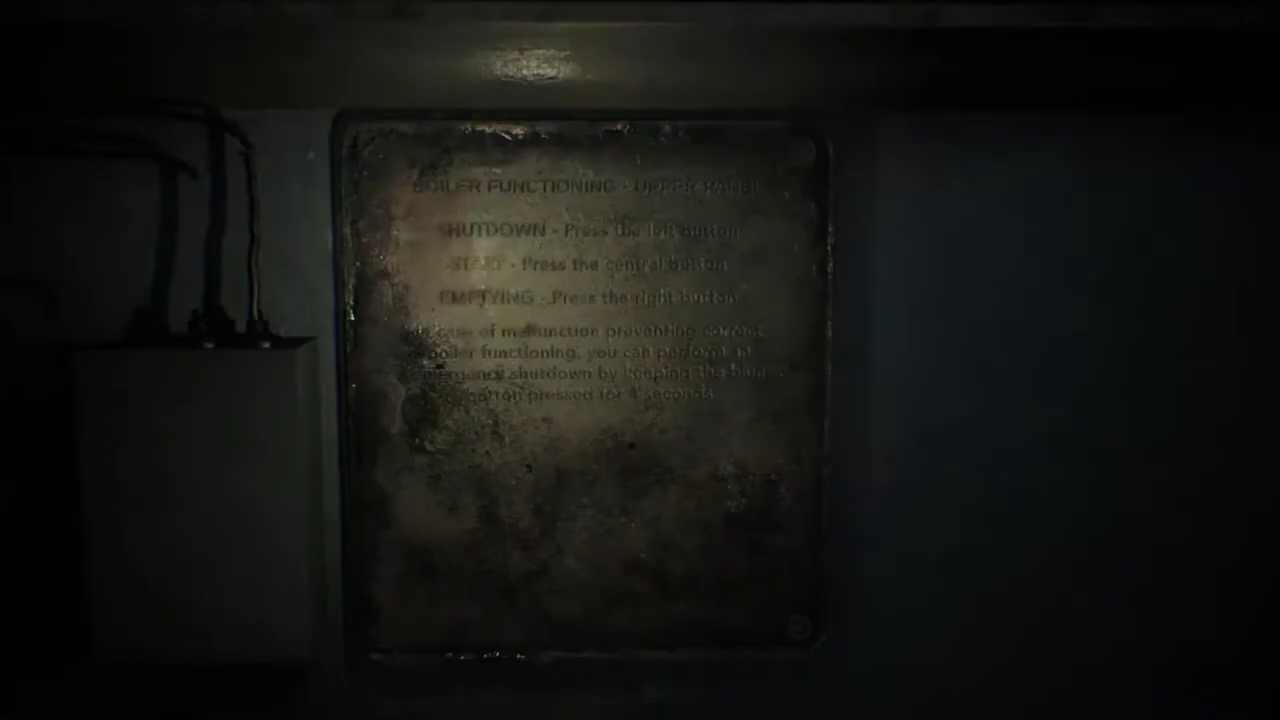 BOILER FUNCTIONING - UPPER PANEL
SHUTDOWN - Press the left button
START - Press the central button
EMPTYING - Press the right button
In case of malfunction preventing correct
boiler functioning, you can perform an
emergency shutdown by keeping the
button pressed for 4 seconds